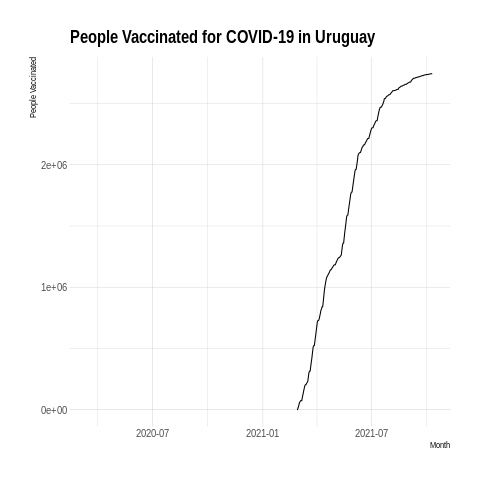 People Vaccinated for COVID-19 in Uruguay
People Vaccinated
2e+06
1e+06
0e+00
2020-07 2021-01 2021-07
Month